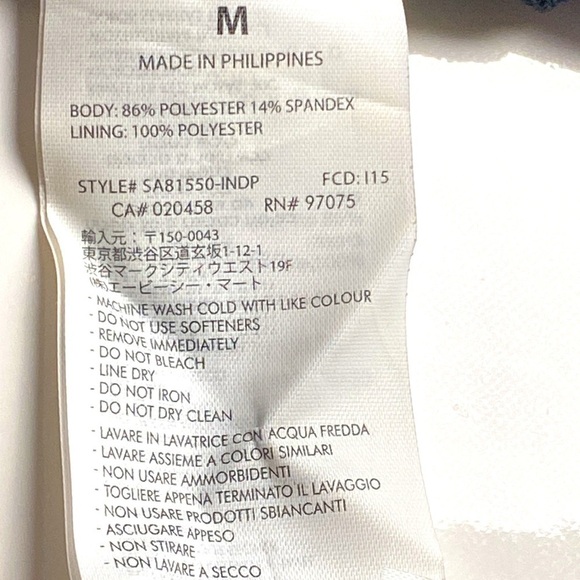 M
MADE IN PHILIPPINES
BODY: 86% POLYESTER 14% SPANDEX
LINING: 100% POLYESTER
STYLE# SA81550-INDP FCD: I15
CA# 020458 RN# 97075
輸入元：〒150-0043
東京都渋谷区道玄坂1-12-1
渋谷マークシティウエスト19F
(株)エービーシー・マート
- MACHINE WASH COLD WITH LIKE COLOUR
- DO NOT USE SOFTENERS
- REMOVE IMMEDIATELY
- DO NOT BLEACH
- LINE DRY
- DO NOT IRON
- DO NOT DRY CLEAN
- LAVARE IN LAVATRICE CON ACQUA FREDDA
- LAVARE ASSIEME A COLORI SIMILARI
- NON USARE AMMORBIDENTI
- TOGLIERE APPENA TERMINATO IL LAVAGGIO
- NON USARE PRODOTTI SBIANCANTI
- ASCIUGARE APPESO
- NON STIRARE
- NON LAVARE A SECCO